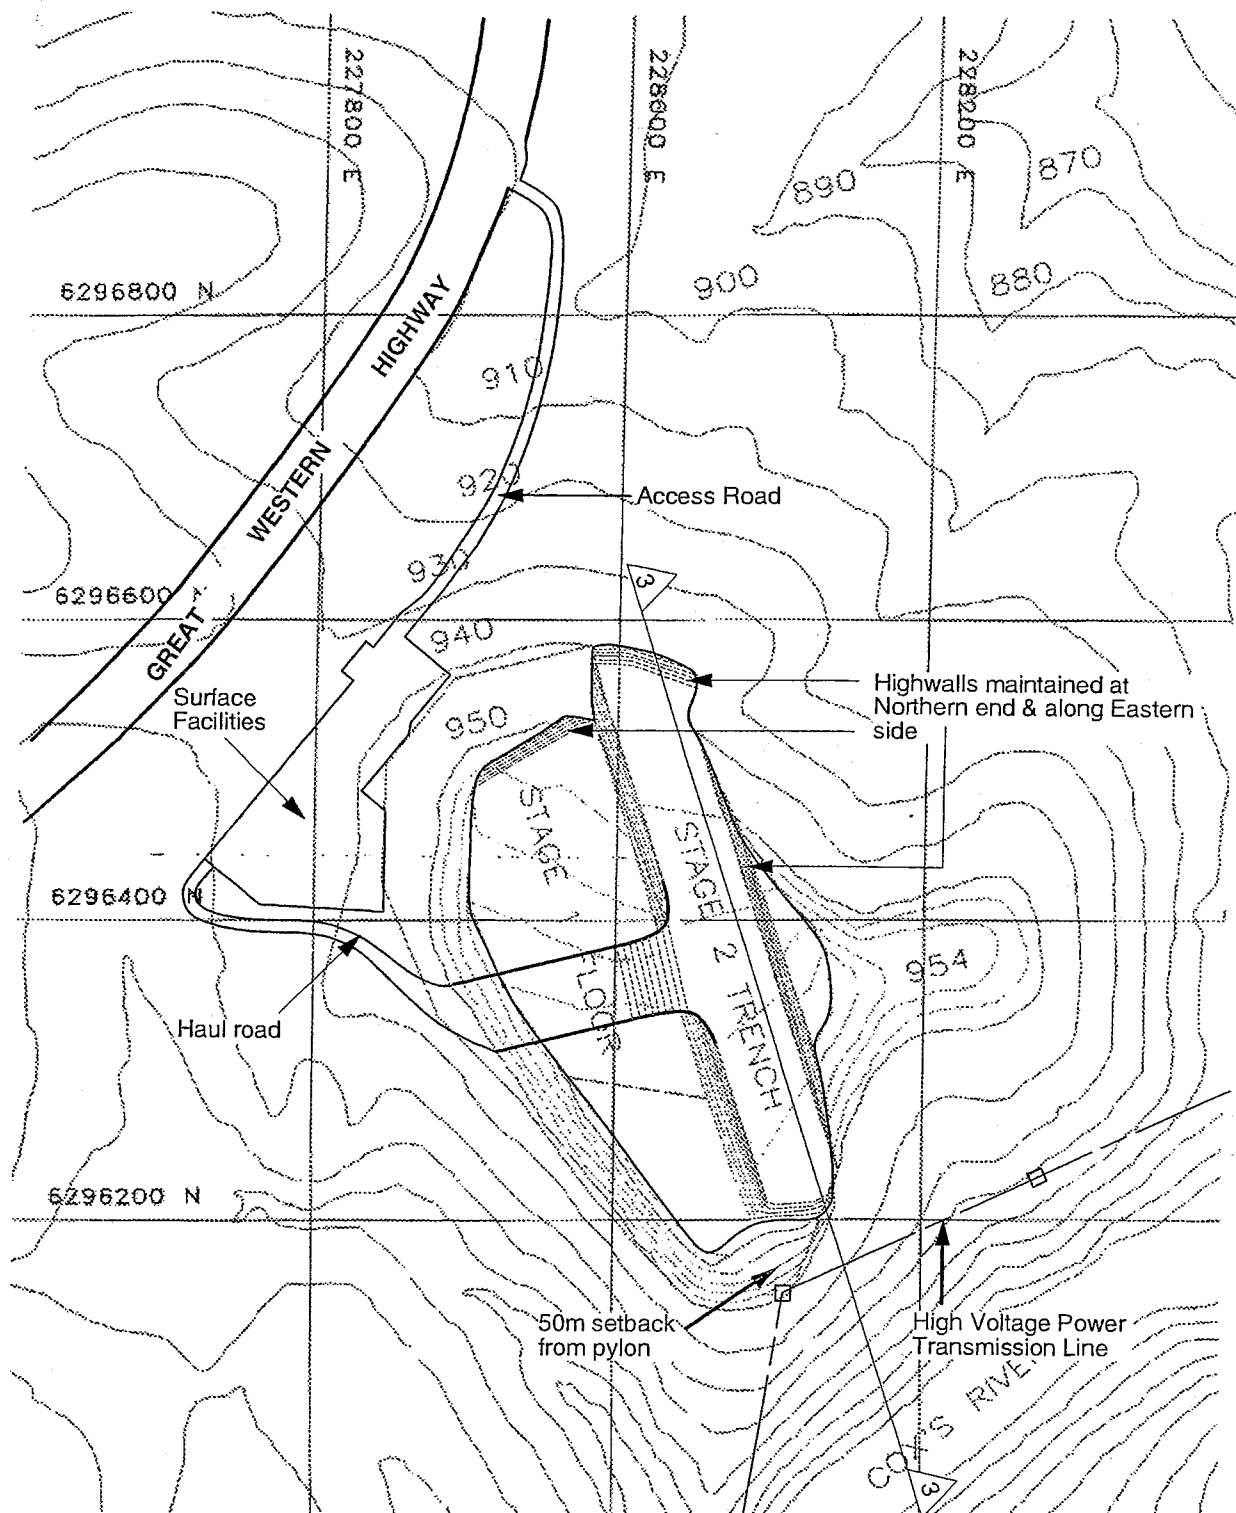 227800 E
228000 E
228200 E
890
870
900
880
6296800 N
GREAT WESTERN HIGHWAY
910
920
Access Road
930
6296600 N
3
940
Surface
Facilities
950
Highwalls maintained at
Northern end & along Eastern
side
STAGE
STAGE 2 TRENCH
6296400 N
954
FLOOR
Haul road
6296200 N
50m setback
from pylon
High Voltage Power
Transmission Line
COX'S RIVER
3